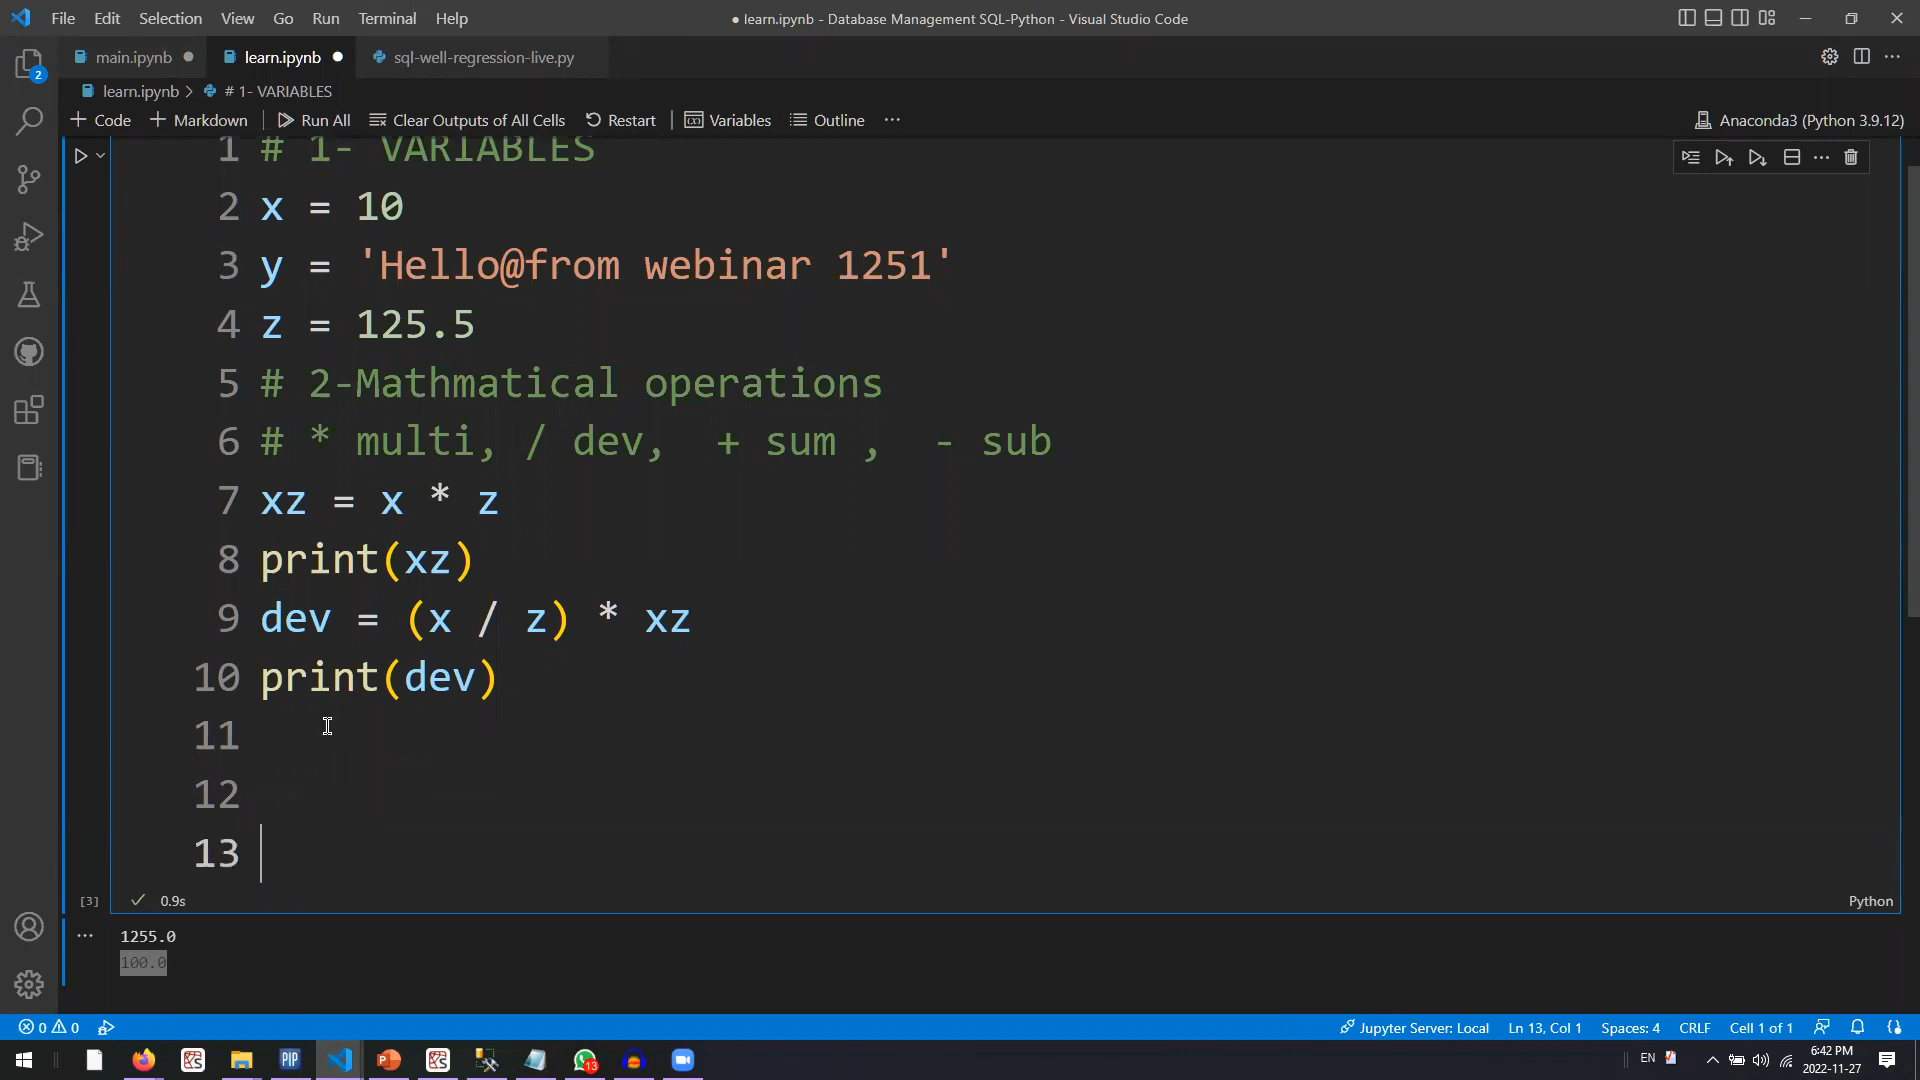 File Edit Selection View Go Run Terminal Help
● learn.ipynb - Database Management SQL-Python - Visual Studio Code
main.ipynb
learn.ipynb
sql-well-regression-live.py
2
learn.ipynb > # 1- VARIABLES
+ Code + Markdown Run All Clear Outputs of All Cells Restart Variables Outline ...
Anaconda3 (Python 3.9.12)
1 # 1- VARIABLES
2 x = 10
3 y = 'Hello@from webinar 1251'
4 z = 125.5
5 # 2-Mathmatical operations
6 # * multi, / dev,  + sum ,  - sub
7 xz = x * z
8 print(xz)
9 dev = (x / z) * xz
10 print(dev)
11
12
13
[3] ✓ 0.9s
Python
... 1255.0
100.0
0 0
Jupyter Server: Local Ln 13, Col 1 Spaces: 4 CRLF Cell 1 of 1
PIP
13
EN
6:42 PM
2022-11-27